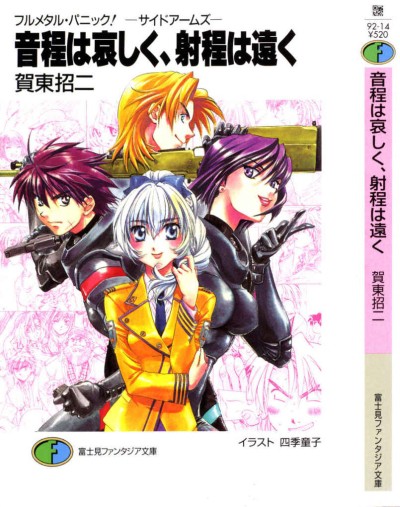 フルメタル・パニック! ―サイドアームズ―
音程は哀しく、射程は遠く
賀東招二
イラスト 四季童子
F
富士見ファンタジア文庫
92-14
¥520
F
音程は哀しく、射程は遠く
賀東招二
富士見ファンタジア文庫